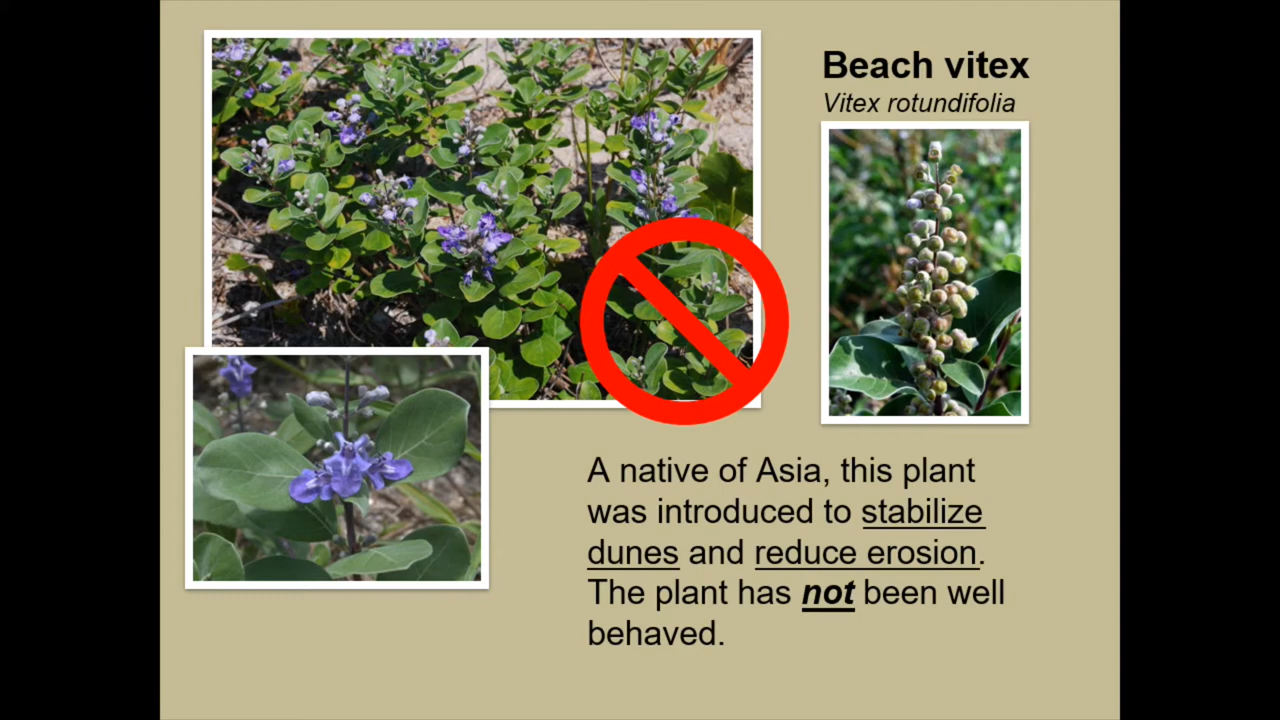 Beach vitex
Vitex rotundifolia
A native of Asia, this plant
was introduced to stabilize
dunes and reduce erosion.
The plant has not been well
behaved.